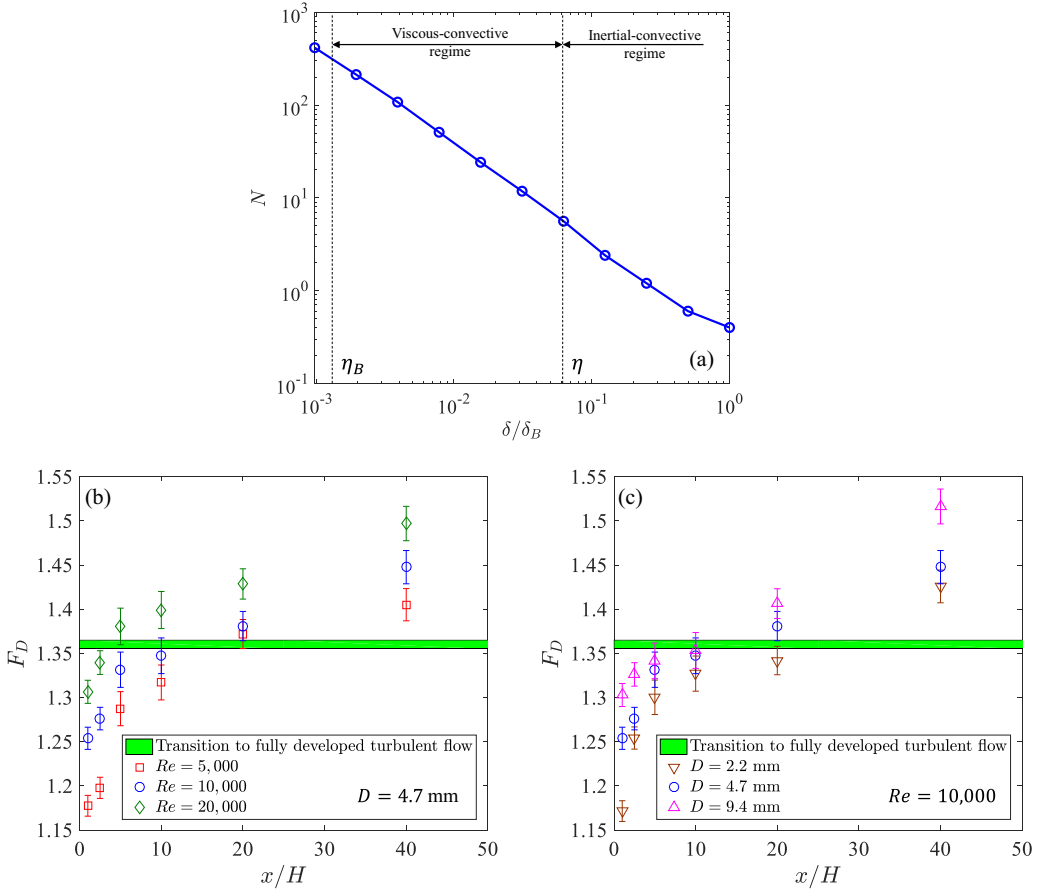 10^3
10^2
10^1
10^0
10^-1
N
Viscous-convective
regime
Inertial-convective
regime
η_B
η
(a)
10^-3
10^-2
10^-1
10^0
δ/δ_B
(b)
1.55
1.5
1.45
1.4
1.35
1.3
1.25
1.2
1.15
F_D
Transition to fully developed turbulent flow
Re = 5,000
Re = 10,000
Re = 20,000
D = 4.7 mm
0
10
20
30
40
50
x/H
(c)
1.55
1.5
1.45
1.4
1.35
1.3
1.25
1.2
1.15
F_D
Transition to fully developed turbulent flow
D = 2.2 mm
D = 4.7 mm
D = 9.4 mm
Re = 10,000
0
10
20
30
40
50
x/H